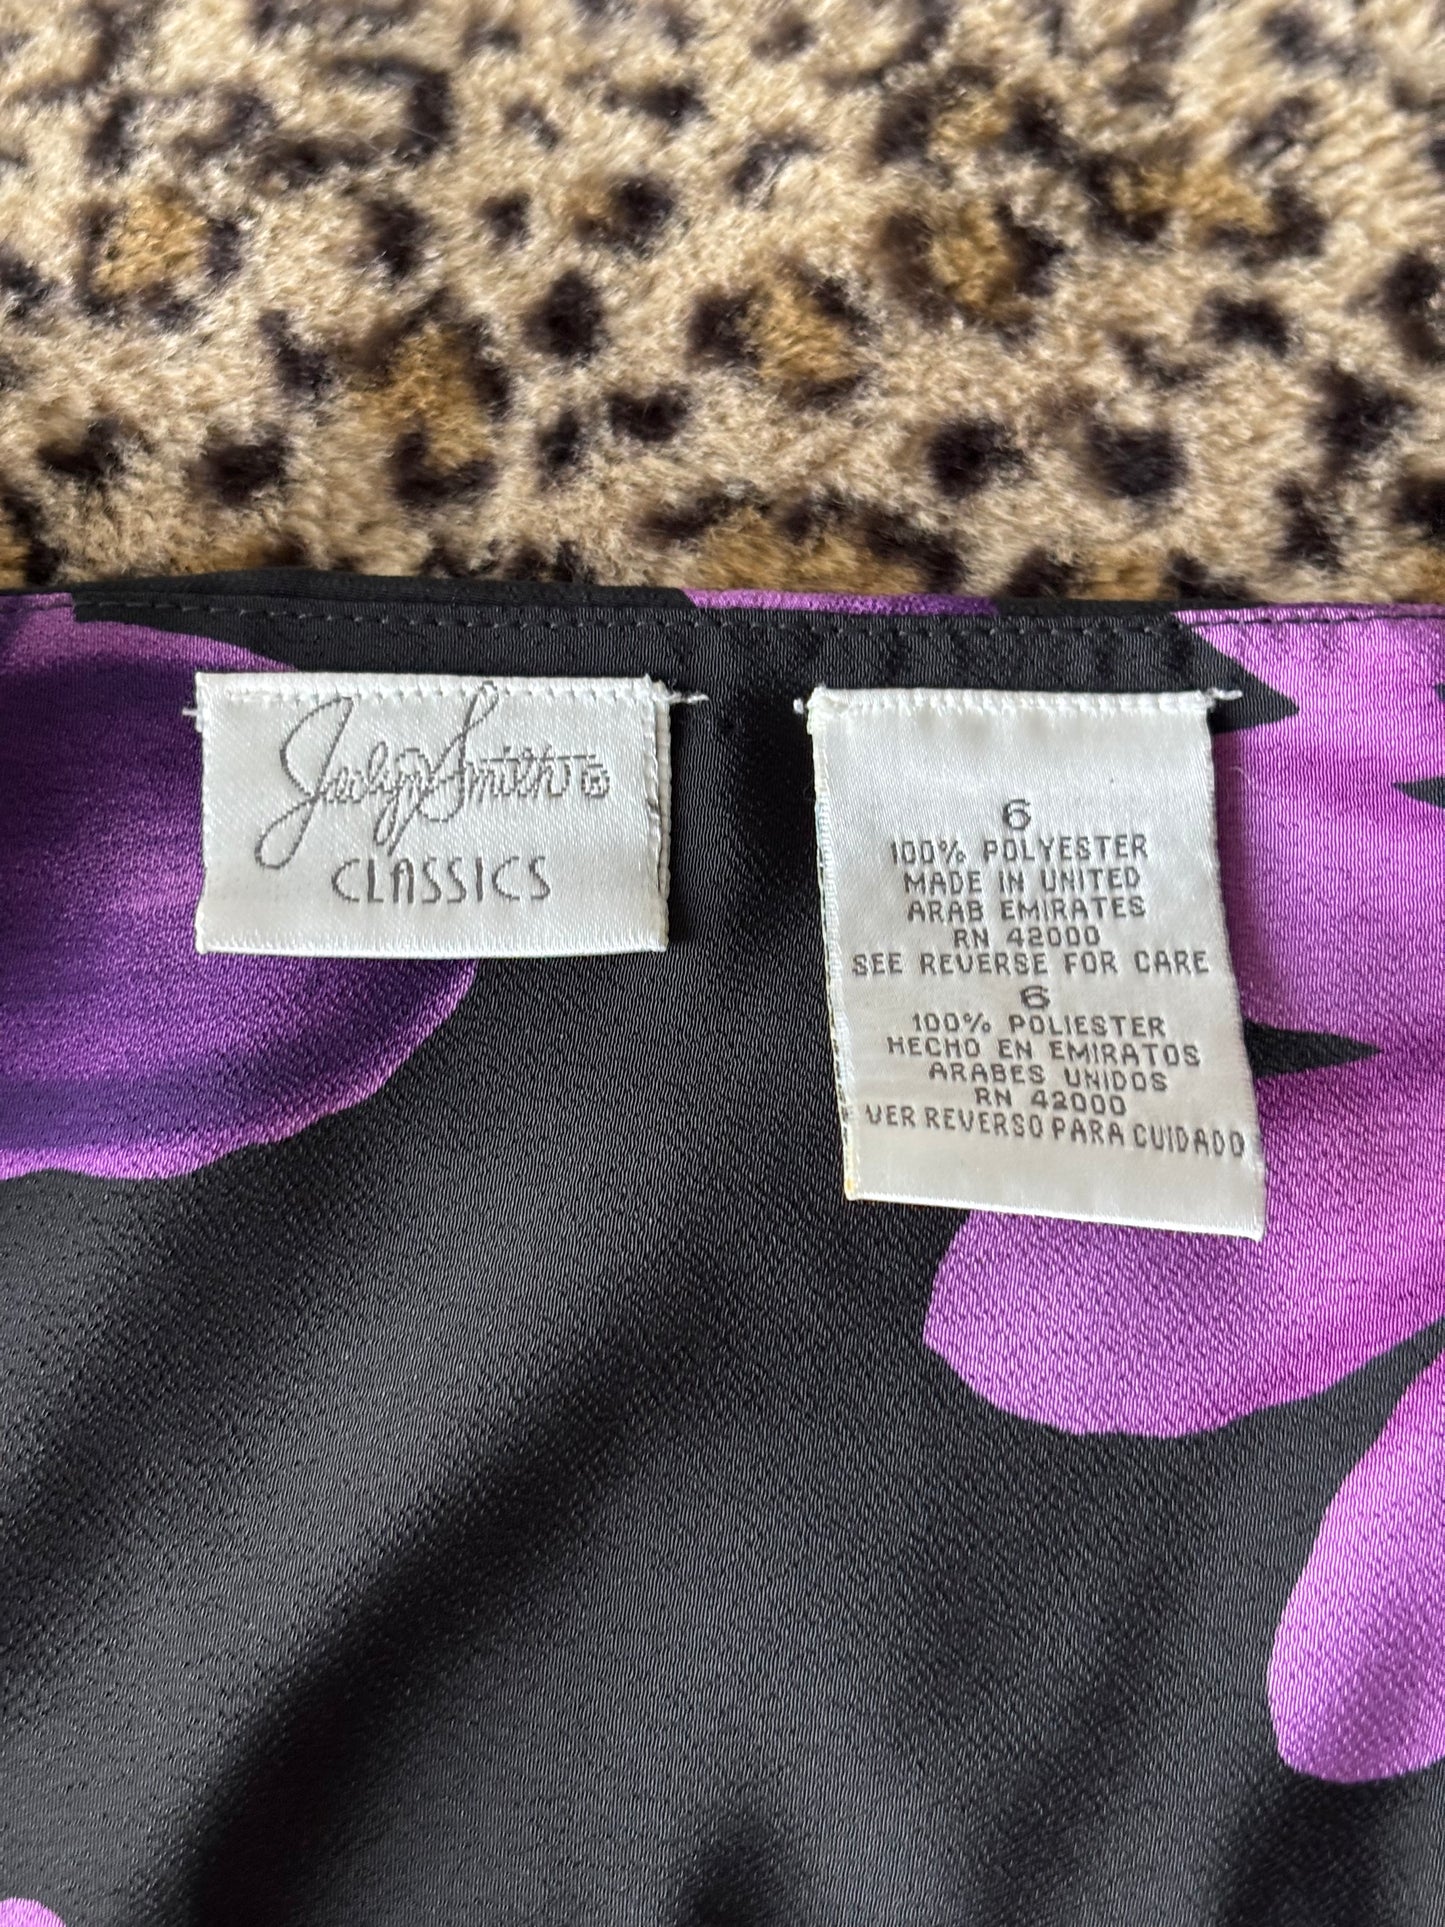 Jaclyn Smith®
CLASSICS
6
100% POLYESTER
MADE IN UNITED
ARAB EMIRATES
RN 42000
SEE REVERSE FOR CARE
6
100% POLIESTER
HECHO EN EMIRATOS
ARABES UNIDOS
RN 42000
VER REVERSO PARA CUIDADO